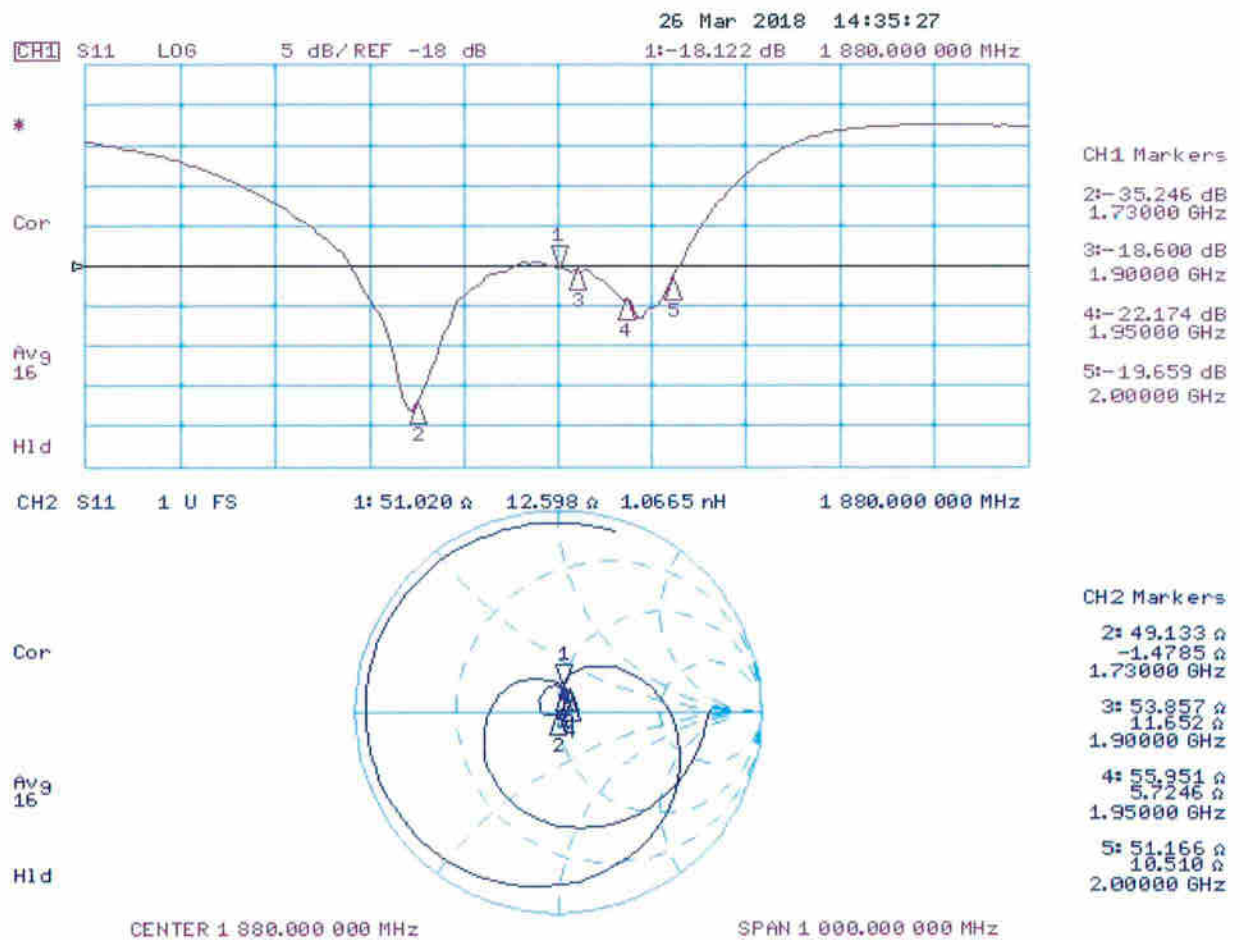 26 Mar 2018 14:35:27
CH1 S11 LOG 5 dB/REF -18 dB 1:-18.122 dB 1 880.000 000 MHz
*
CH1 Markers
2:-35.246 dB
1.73000 GHz
Cor
1
3:-18.600 dB
1.90000 GHz
3
4
5
4:-22.174 dB
1.95000 GHz
Avg
16
5:-19.659 dB
2.00000 GHz
2
Hld
CH2 S11 1 U FS 1: 51.020 Ω 12.598 Ω 1.0665 nH 1 880.000 000 MHz
CH2 Markers
2: 49.133 Ω
-1.4785 Ω
1.73000 GHz
Cor
1
3: 53.857 Ω
11.652 Ω
1.90000 GHz
2
Avg
16
4: 55.951 Ω
5.7246 Ω
1.95000 GHz
5: 51.166 Ω
10.510 Ω
2.00000 GHz
Hld
CENTER 1 880.000 000 MHz SPAN 1 000.000 000 MHz